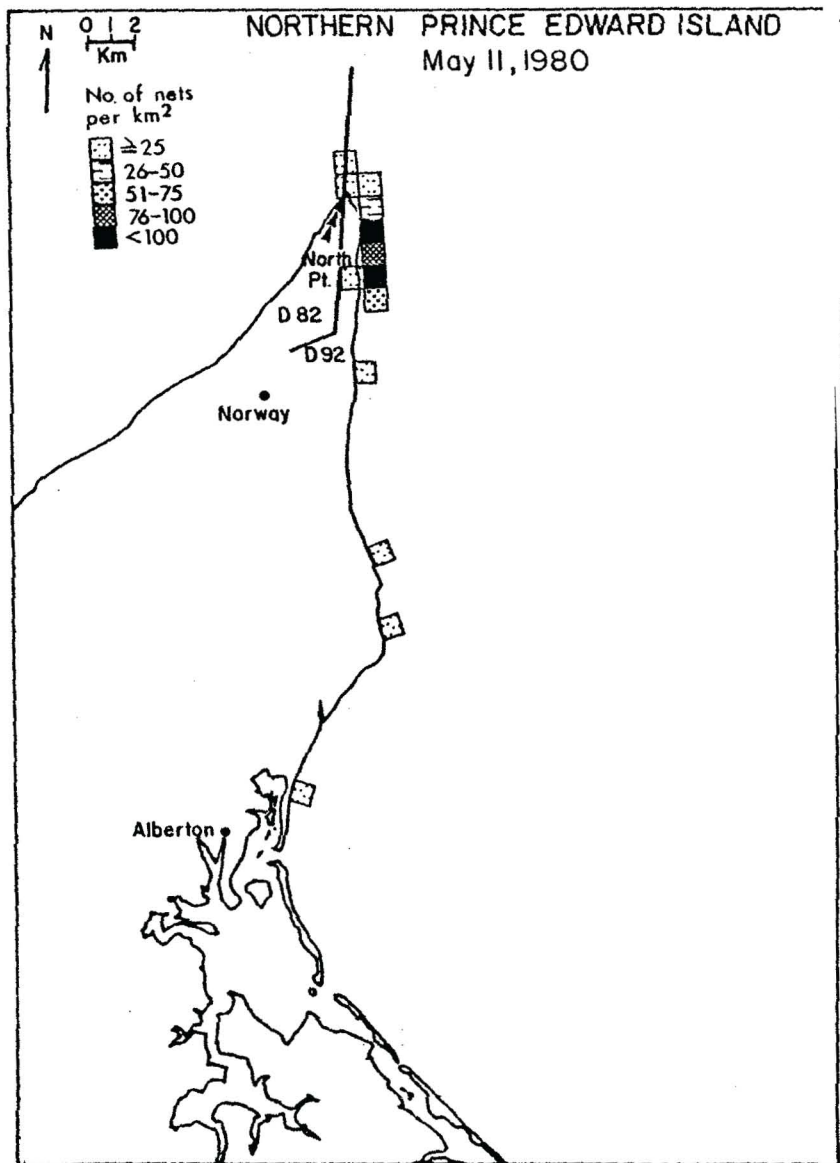 NORTHERN PRINCE EDWARD ISLAND
May 11, 1980
N
0 1 2
Km
No. of nets
per km²
≧25
26-50
51-75
76-100
<100
North
Pt.
D 82
D92
Norway
Alberton